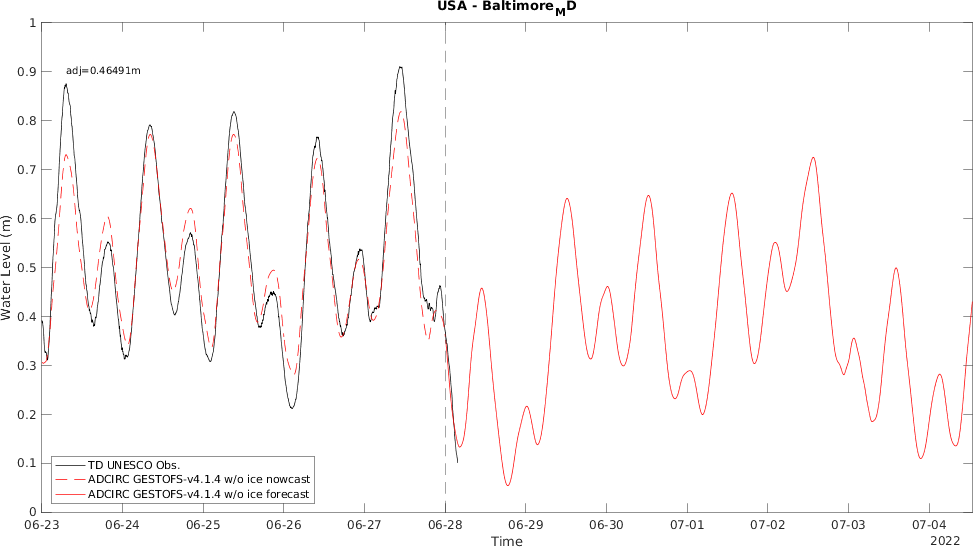 USA - Baltimore_MD
1
0.9
0.8
0.7
0.6
0.5
0.4
0.3
0.2
0.1
0
Water Level (m)
adj=0.46491m
TD UNESCO Obs.
ADCIRC GESTOFS-v4.1.4 w/o ice nowcast
ADCIRC GESTOFS-v4.1.4 w/o ice forecast
06-23 06-24 06-25 06-26 06-27 06-28 06-29 06-30 07-01 07-02 07-03 07-04
Time
2022